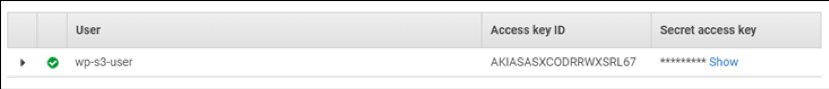 User Access key ID Secret access key
wp-s3-user AKIASASXCODRRWXSRL67 ********* Show